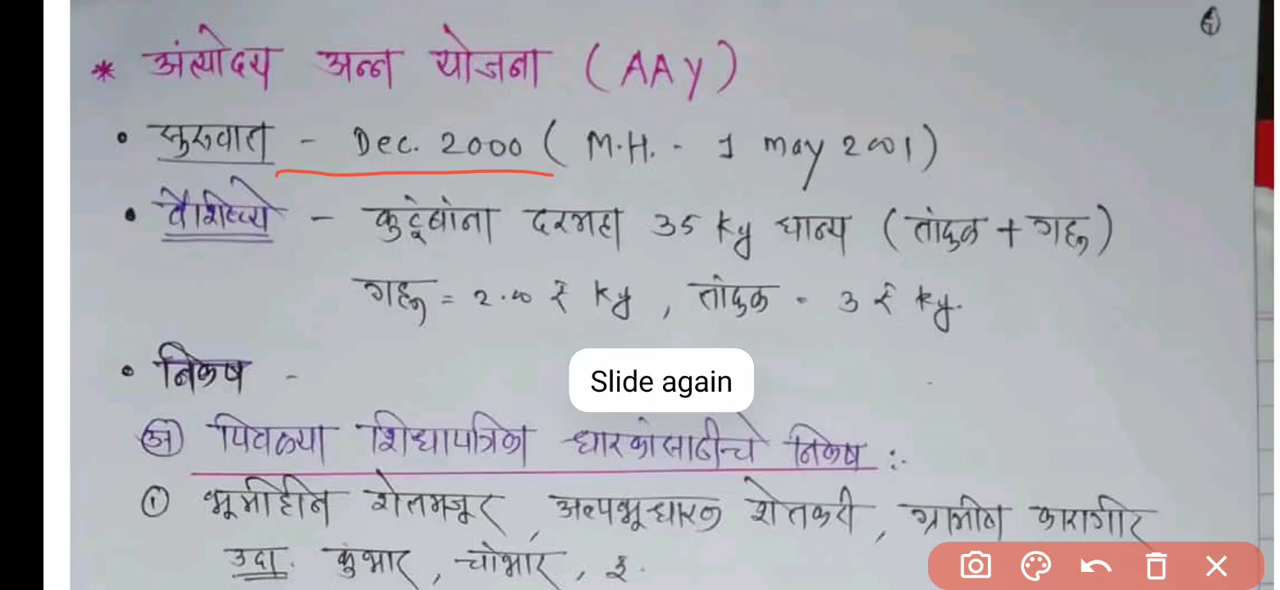 ५
* अंत्योदय अन्न योजना (AAY)
• सुरुवात - Dec. 2000 ( M.H. - 1 may 2001)
• वैशिष्ट्ये - कुटूंबांना दरमहा 35 Kg धान्य (तांदुळ + गहू)
गहू = 2.00 ₹ Kg , तांदुळ - 3 ₹ Kg.
• निकष -
Slide again
अ) पिवळ्या शिधापत्रिका धारकांसाठीचे निकष :-
① भूमीहीन शेतमजूर , अल्पभूधारक शेतकरी , ग्रामीण कारागीर
उदा. कुंभार , चांभार , इ.